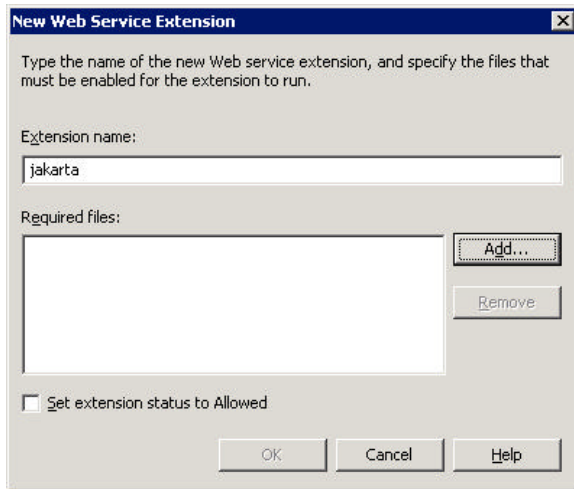 New Web Service Extension
Type the name of the new Web service extension, and specify the files that
must be enabled for the extension to run.
Extension name:
jakarta
Required files:
Add...
Remove
Set extension status to Allowed
OK
Cancel
Help